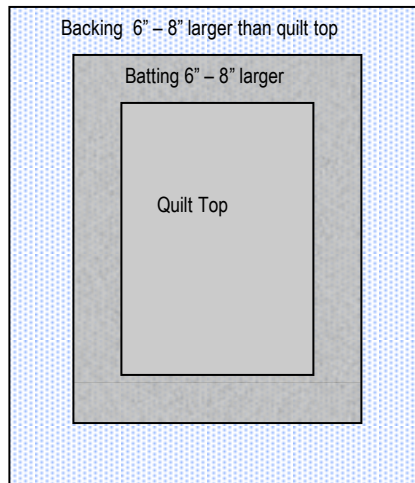 Backing  6” – 8” larger than quilt top
Batting 6” – 8” larger
Quilt Top